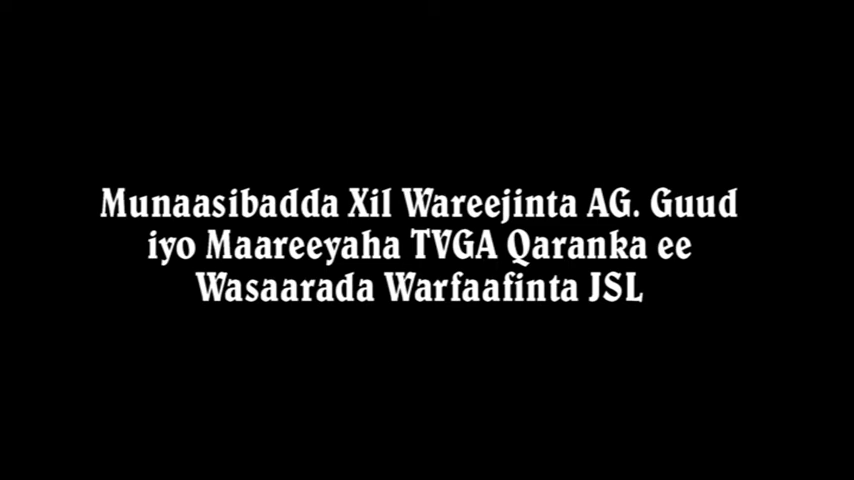 Munaasibadda Xil Wareejinta AG. Guud
iyo Maareeyaha TVGA Qaranka ee
Wasaarada Warfaafinta JSL